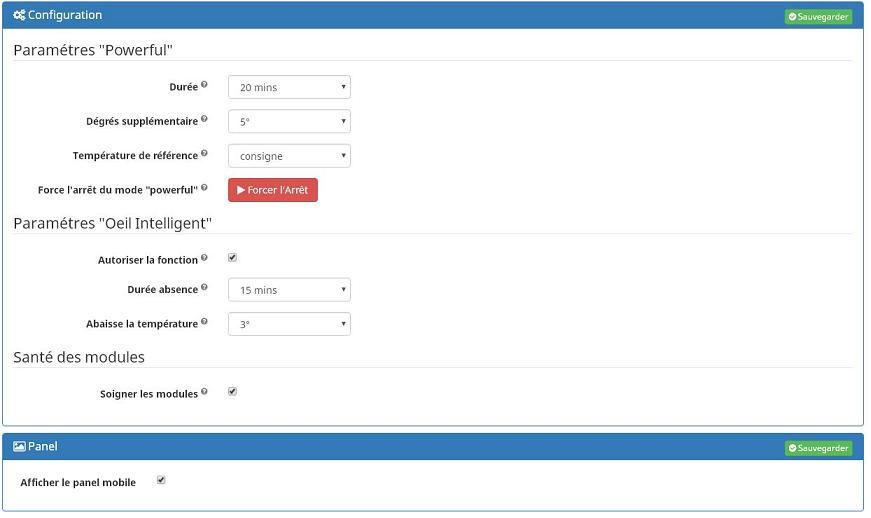 Configuration
Sauvegarder
Paramétres "Powerful"
Durée
20 mins
Dégrés supplémentaire
5°
Température de référence
consigne
Force l'arrêt du mode "powerful"
Forcer l'Arrêt
Paramétres "Oeil Intelligent"
Autoriser la fonction
Durée absence
15 mins
Abaisse la température
3°
Santé des modules
Soigner les modules
Panel
Sauvegarder
Afficher le panel mobile